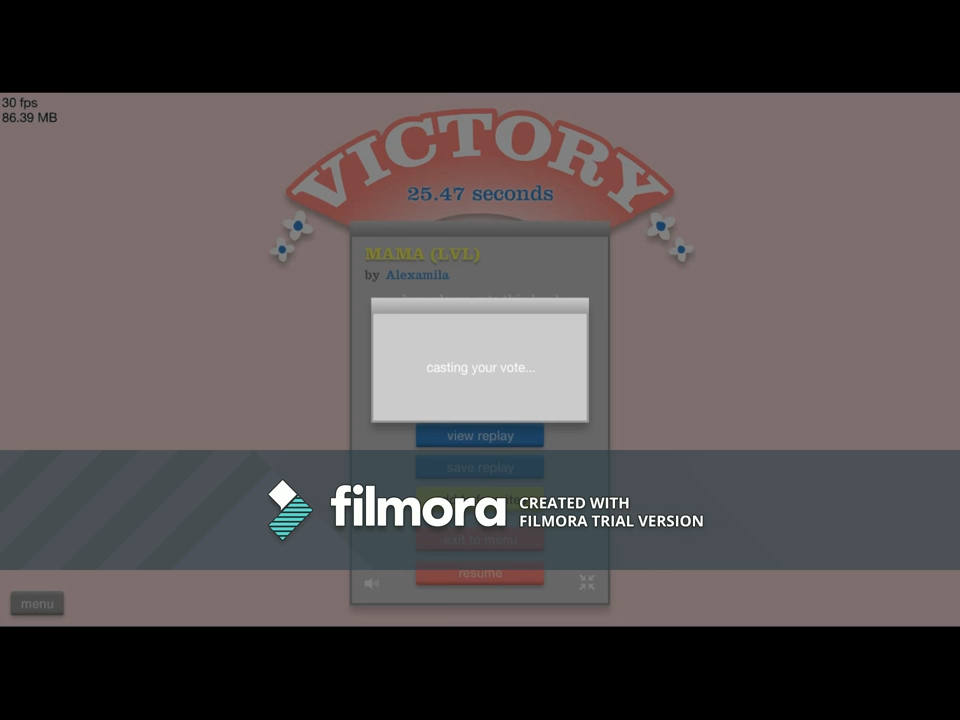 30 fps
86.39 MB
VICTORY
25.47 seconds
MAMA (LVL)
by Alexamila
casting your vote...
view replay
save replay
filmora
CREATED WITH
FILMORA TRIAL VERSION
exit to menu
resume
menu